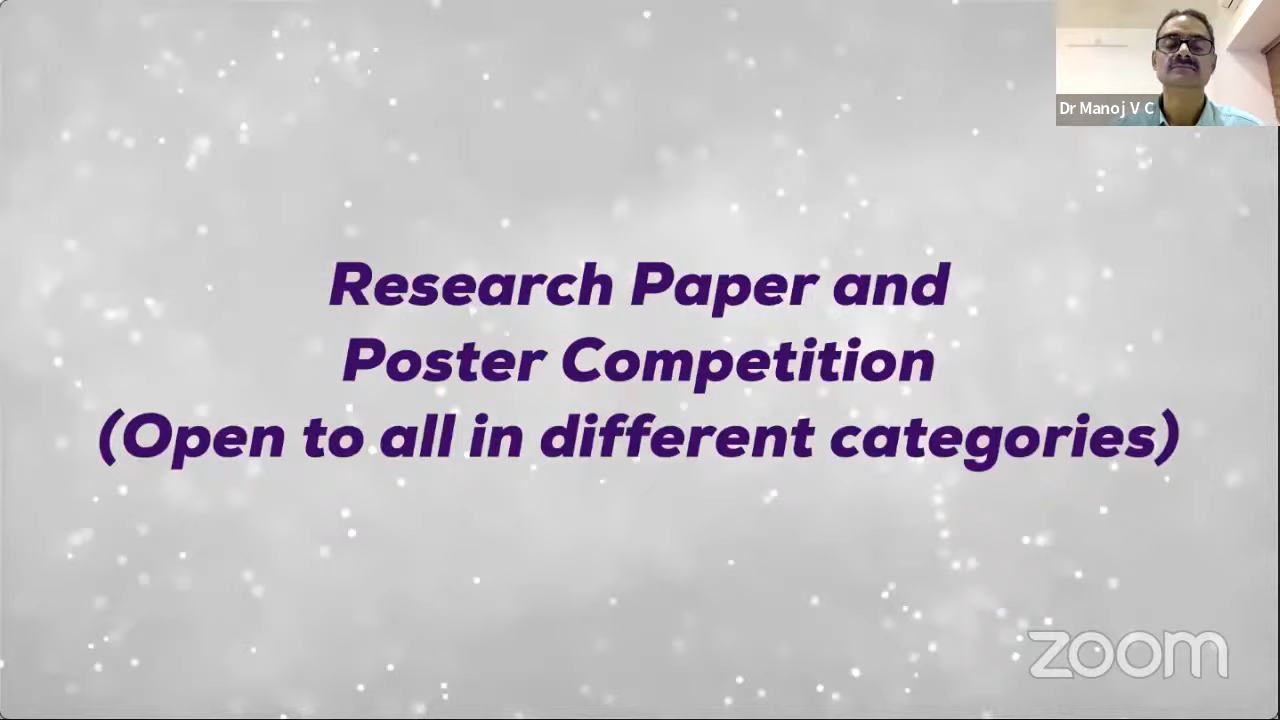 Dr Manoj V C
Research Paper and
Poster Competition
(Open to all in different categories)
zoom